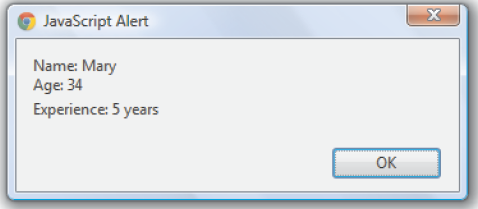 JavaScript Alert
Name: Mary
Age: 34
Experience: 5 years
OK